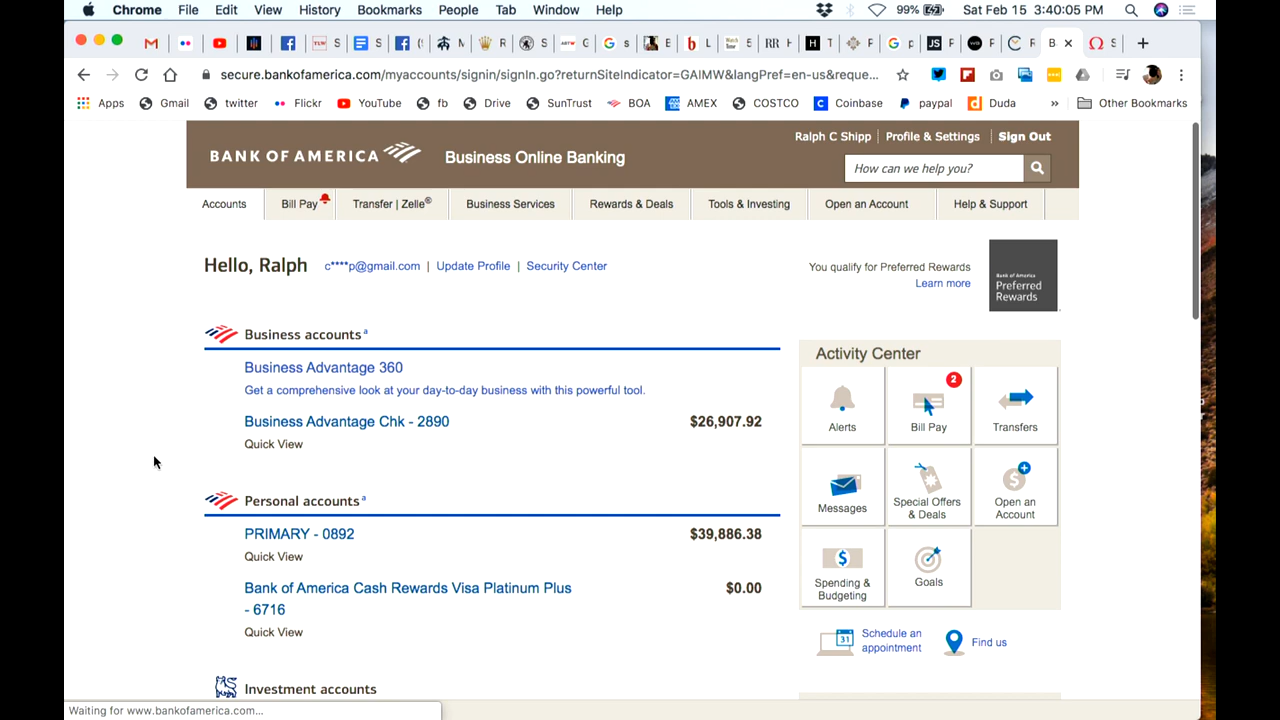 Chrome File Edit View History Bookmarks People Tab Window Help 99% Sat Feb 15 3:40:05 PM
secure.bankofamerica.com/myaccounts/signin/signIn.go?returnSiteIndicator=GAIMW&langPref=en-us&reque...
Apps Gmail twitter Flickr YouTube fb Drive SunTrust BOA AMEX COSTCO Coinbase paypal Duda » Other Bookmarks
Ralph C Shipp Profile & Settings Sign Out
BANK OF AMERICA Business Online Banking
How can we help you?
Accounts Bill Pay Transfer | Zelle® Business Services Rewards & Deals Tools & Investing Open an Account Help & Support
Hello, Ralph c****p@gmail.com | Update Profile | Security Center
You qualify for Preferred Rewards
Learn more
Bank of America
Preferred
Rewards
Business accounts a
Business Advantage 360
Get a comprehensive look at your day-to-day business with this powerful tool.
Business Advantage Chk - 2890 $26,907.92
Quick View
Personal accounts a
PRIMARY - 0892 $39,886.38
Quick View
Bank of America Cash Rewards Visa Platinum Plus $0.00
- 6716
Quick View
Investment accounts
Activity Center
2
Alerts Bill Pay Transfers
Messages Special Offers & Deals Open an Account
Spending & Budgeting Goals
31 Schedule an appointment Find us
Waiting for www.bankofamerica.com...